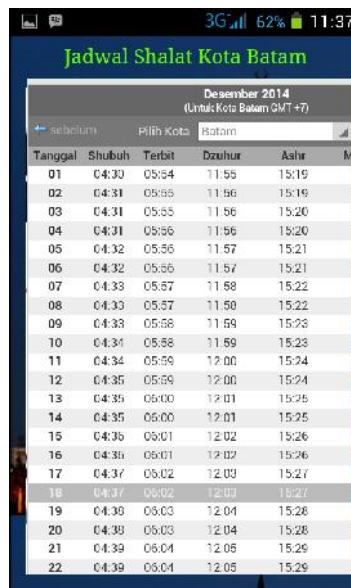 3G 62% 11:37
Jadwal Shalat Kota Batam
Desember 2014
(Untuk Kota Batam GMT +7)
sebelum Pilih Kota Batam
Tanggal Shubuh Terbit Dzuhur Ashr M
01 04:30 05:54 11:55 15:19
02 04:31 05:55 11:56 15:19
03 04:31 05:55 11:56 15:20
04 04:31 05:56 11:56 15:20
05 04:32 05:56 11:57 15:21
06 04:32 05:56 11:57 15:21
07 04:33 05:57 11:58 15:22
08 04:33 05:57 11:58 15:22
09 04:33 05:58 11:59 15:23
10 04:34 05:58 11:59 15:23
11 04:34 05:59 12:00 15:24
12 04:35 05:59 12:00 15:24
13 04:35 06:00 12:01 15:25
14 04:35 06:00 12:01 15:25
15 04:36 06:01 12:02 15:26
16 04:36 06:01 12:02 15:26
17 04:37 06:02 12:03 15:27
18 04:37 06:02 12:03 15:27
19 04:38 06:03 12:04 15:28
20 04:38 06:03 12:04 15:28
21 04:39 06:04 12:05 15:29
22 04:39 06:04 12:05 15:29